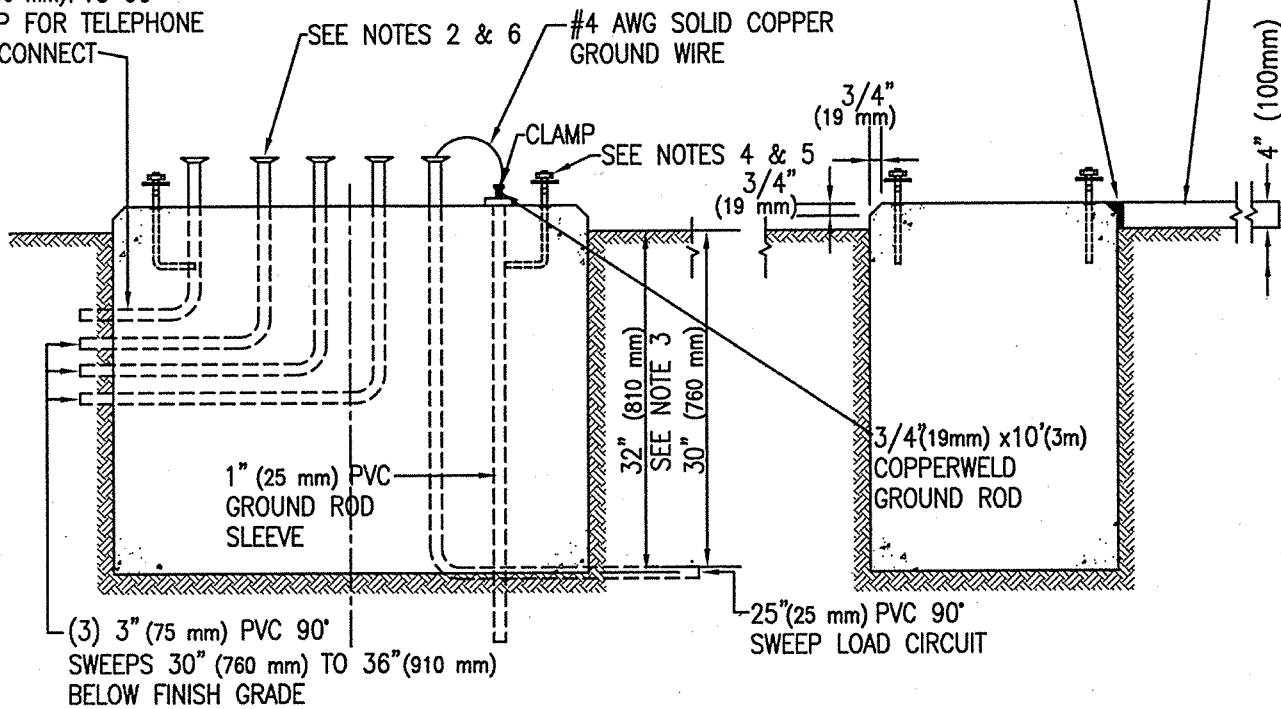 P FOR TELEPHONE
CONNECT
SEE NOTES 2 & 6
#4 AWG SOLID COPPER
GROUND WIRE
CLAMP
SEE NOTES 4 & 5
3/4"
(19 mm)
3/4"
(19 mm)
4" (100mm)
32" (810 mm)
SEE NOTE 3
30" (760 mm)
3/4"(19mm) x10'(3m)
COPPERWELD
GROUND ROD
1" (25 mm) PVC
GROUND ROD
SLEEVE
(3) 3" (75 mm) PVC 90°
SWEEPS 30" (760 mm) TO 36"(910 mm)
BELOW FINISH GRADE
25"(25 mm) PVC 90°
SWEEP LOAD CIRCUIT